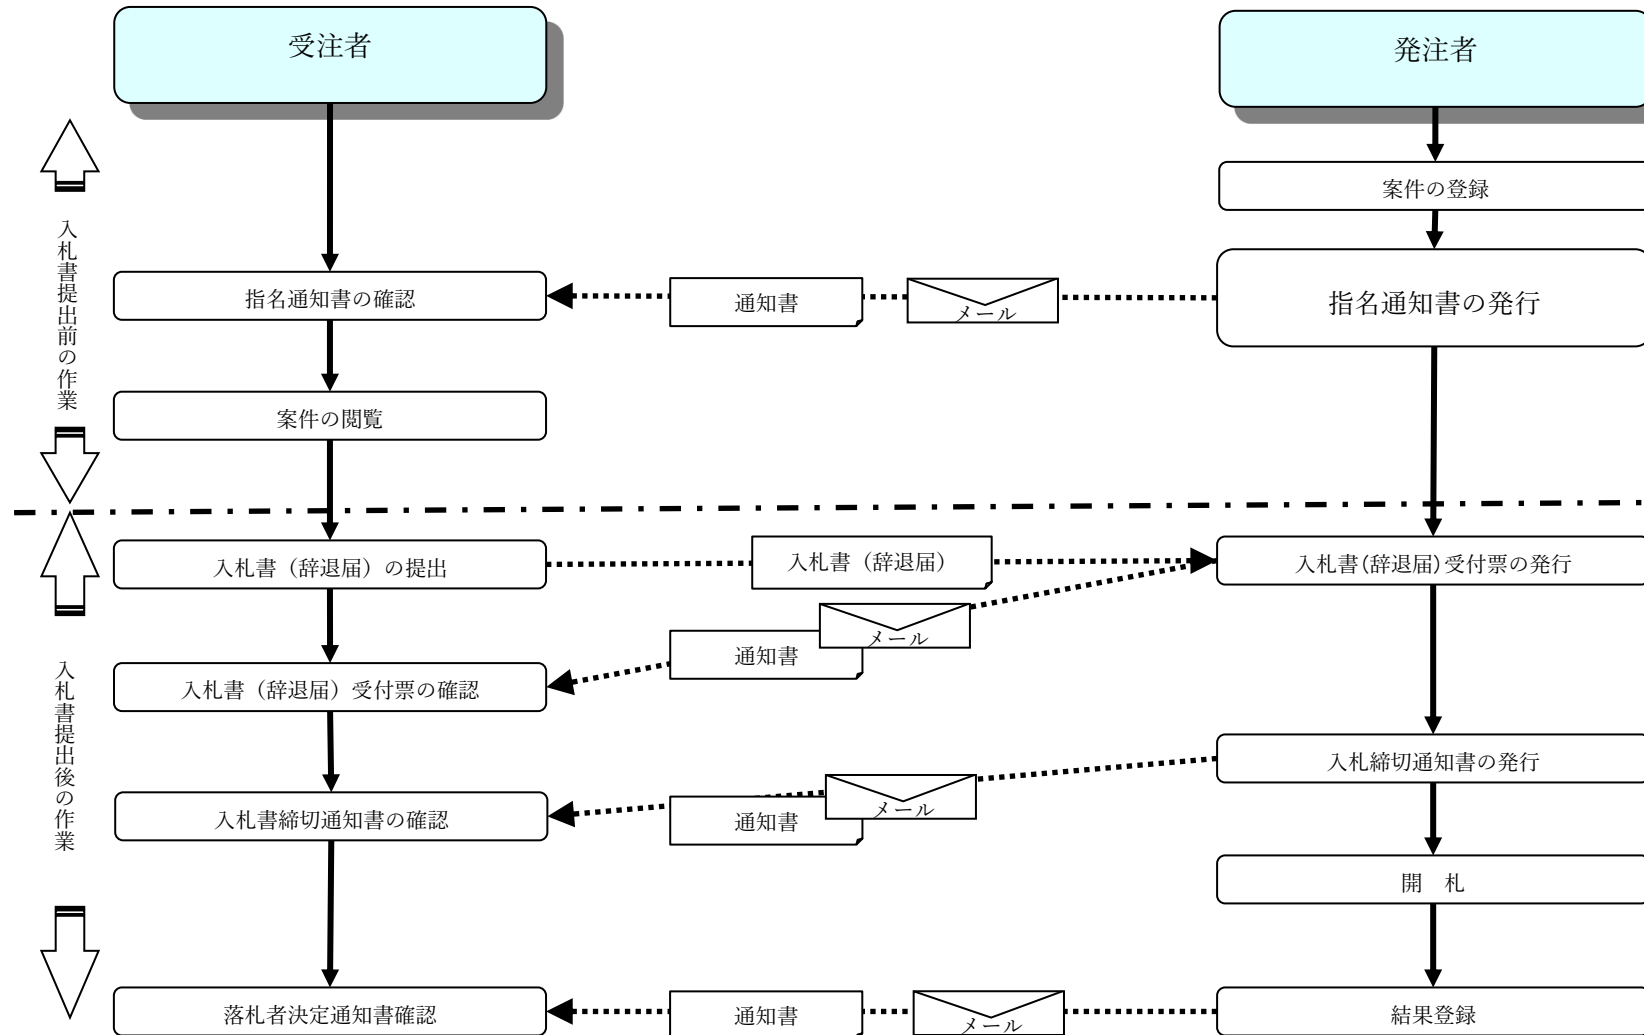 受注者
発注者
案件の登録
入札書提出前の作業
指名通知書の確認
通知書
メール
指名通知書の発行
案件の閲覧
入札書（辞退届）の提出
入札書（辞退届）
入札書(辞退届)受付票の発行
メール
通知書
入札書（辞退届）受付票の確認
入札書提出後の作業
入札締切通知書の発行
メール
通知書
入札書締切通知書の確認
開　札
落札者決定通知書確認
通知書
メール
結果登録